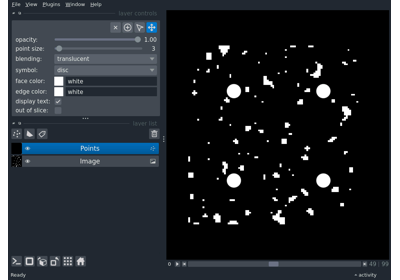 File View Plugins Window Help
layer controls
opacity: 1.00
point size: 3
blending: translucent
symbol: disc
face color: white
edge color: white
display text:
out of slice:
layer list
Points
Image
0 49 99
Ready
activity